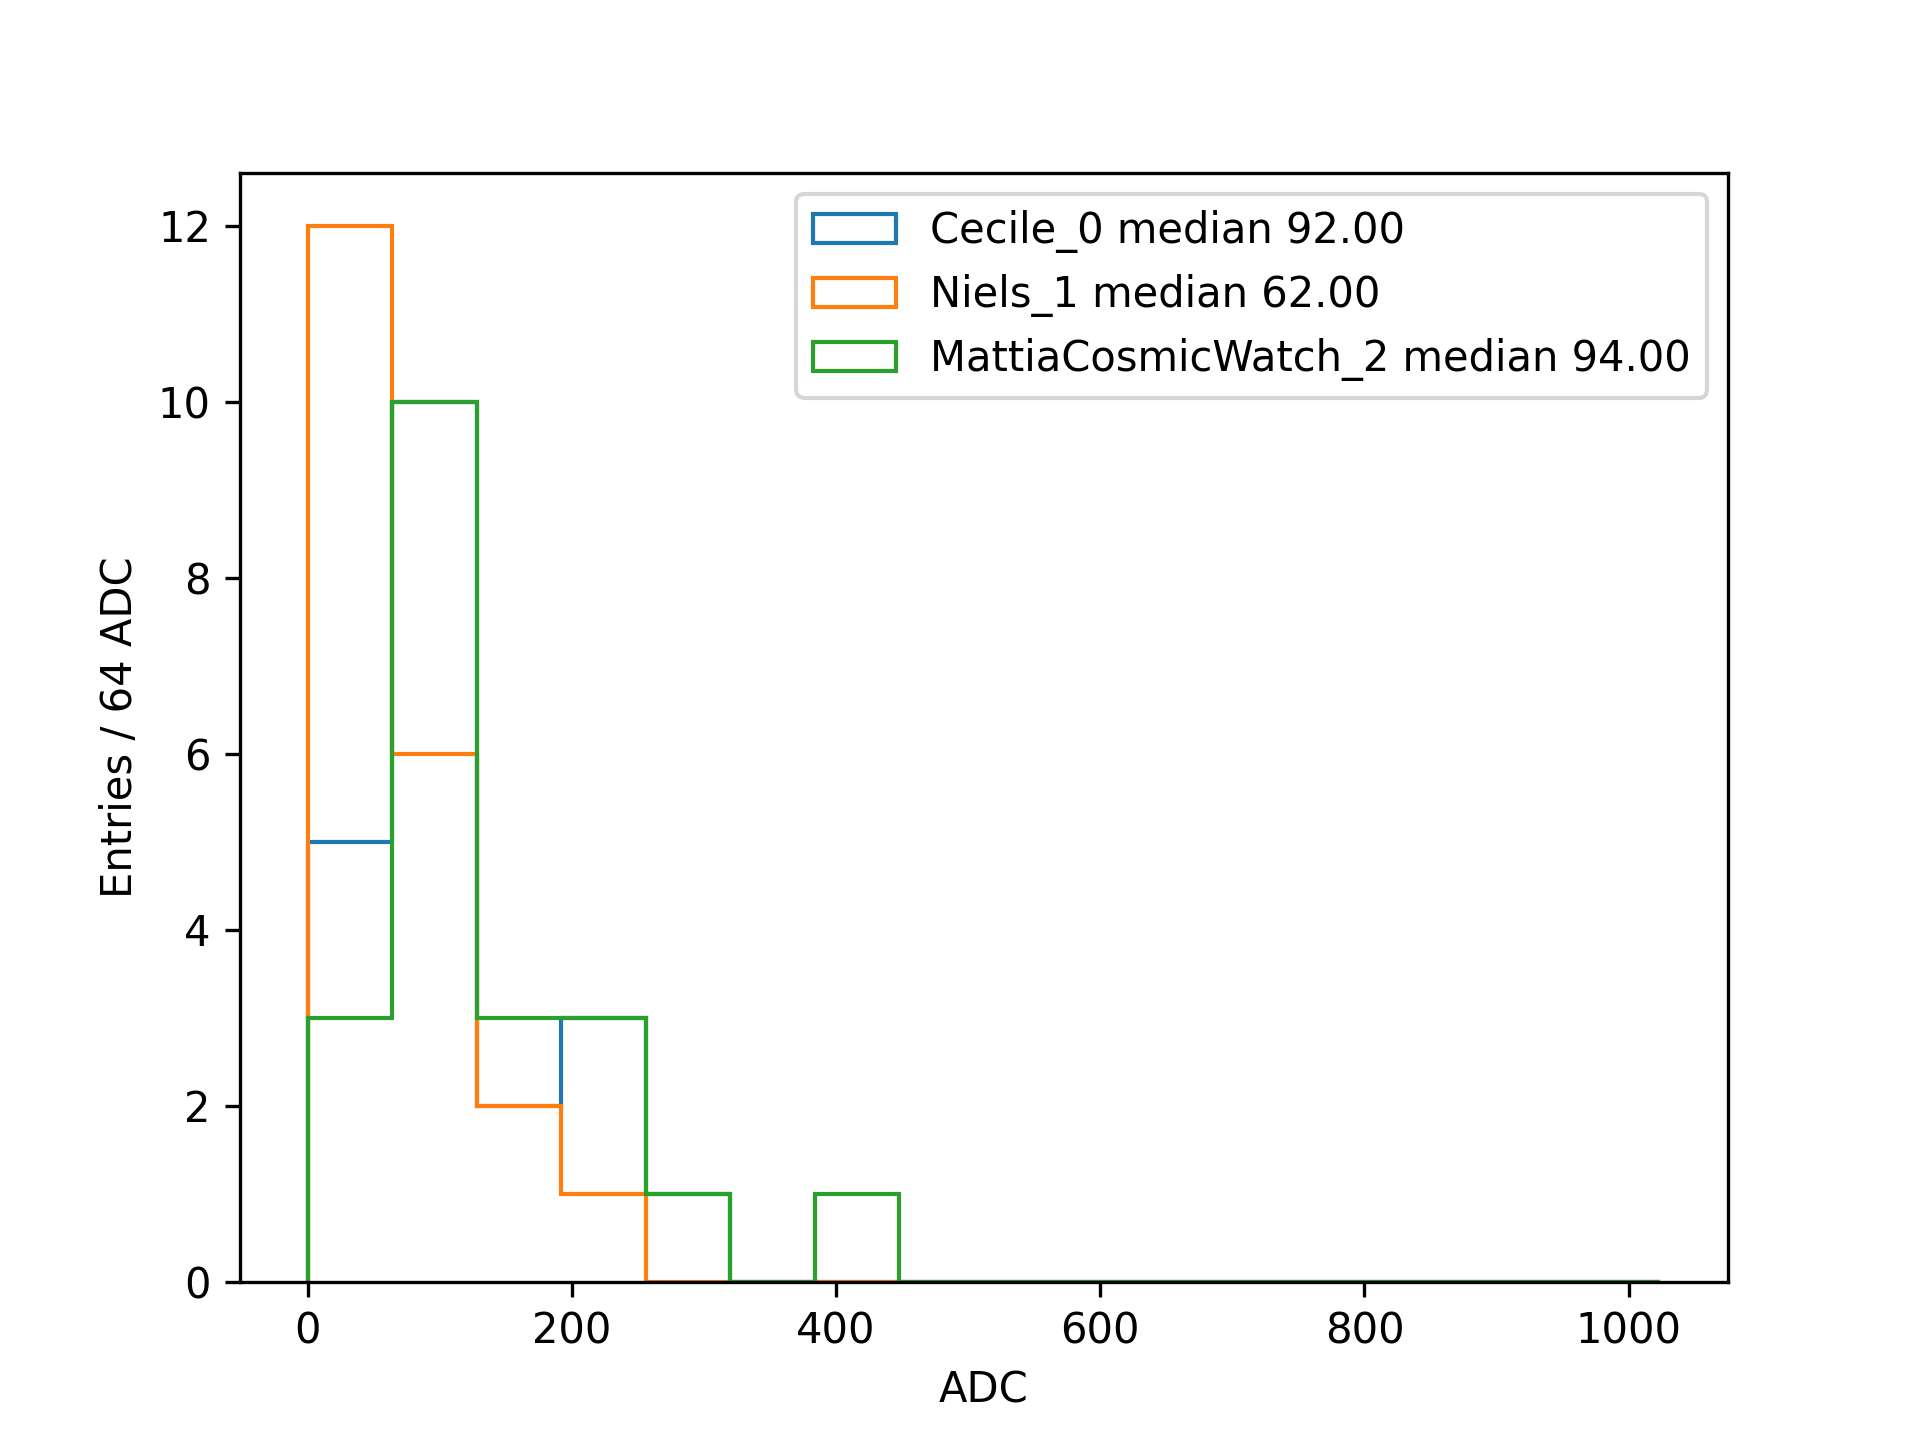 Cecile_0 median 92.00
Niels_1 median 62.00
MattiaCosmicWatch_2 median 94.00
12
10
8
6
4
2
0
Entries / 64 ADC
0 200 400 600 800 1000
ADC